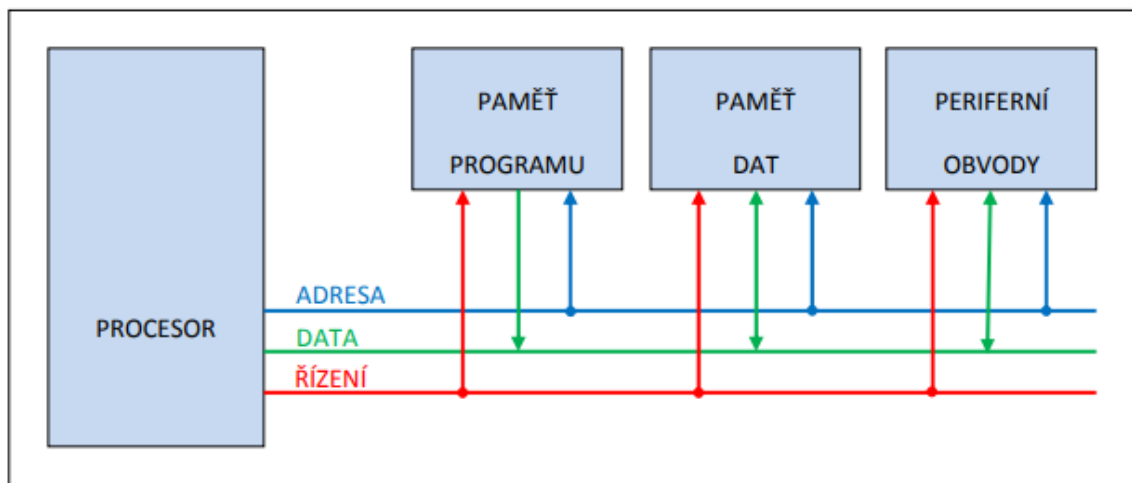 PAMĚŤ
PROGRAMU
PAMĚŤ
DAT
PERIFERNÍ
OBVODY
PROCESOR
ADRESA
DATA
ŘÍZENÍ